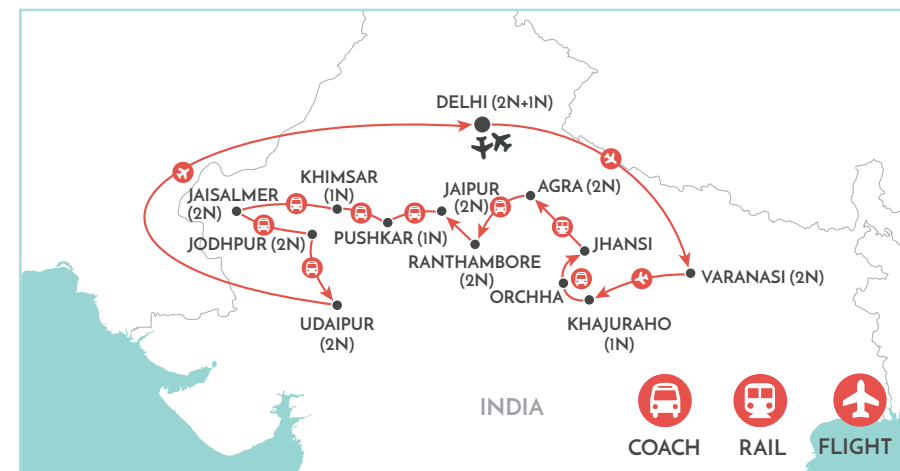 DELHI (2N+1N)
KHIMSAR
(1N)
JAISALMER
(2N)
JAIPUR
(2N)
AGRA (2N)
JODHPUR (2N)
PUSHKAR (1N)
RANTHAMBORE
(2N)
JHANSI
VARANASI (2N)
ORCHHA
UDAIPUR
(2N)
KHAJURAHO
(1N)
INDIA
COACH
RAIL
FLIGHT